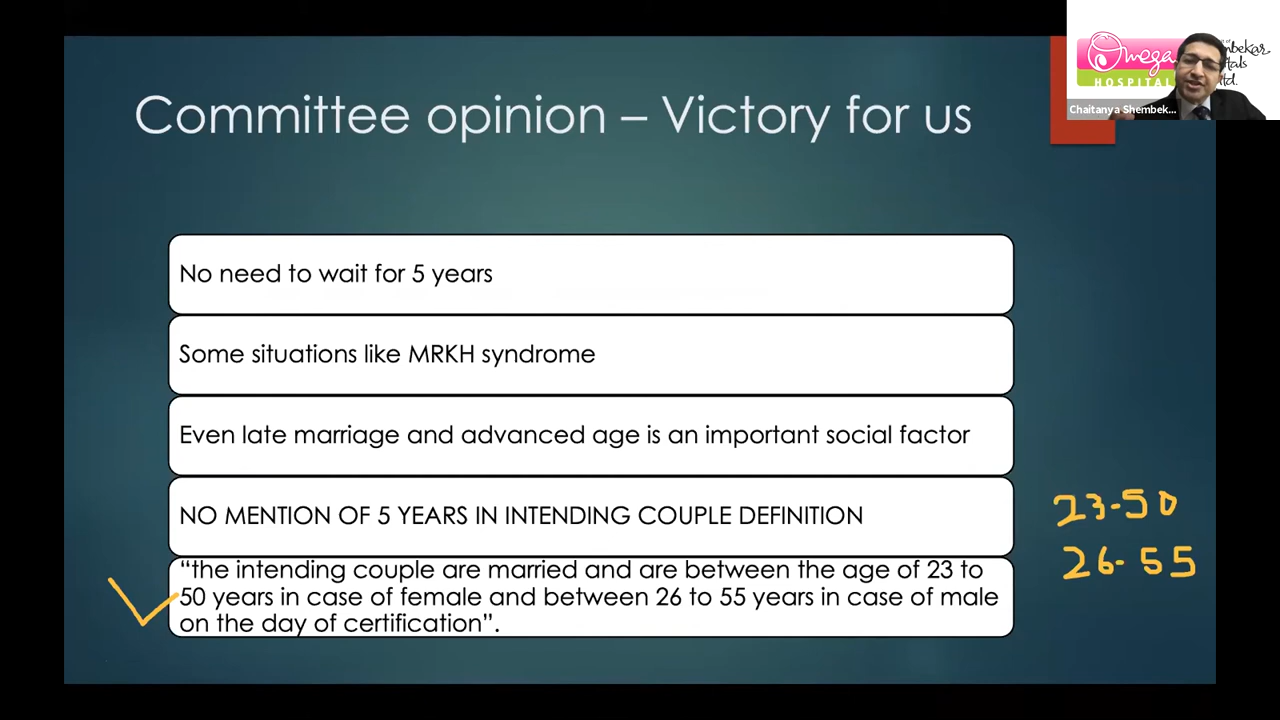 Omega
HOSPITAL
Chaitanya Shembek...
Committee opinion – Victory for us
No need to wait for 5 years
Some situations like MRKH syndrome
Even late marriage and advanced age is an important social factor
NO MENTION OF 5 YEARS IN INTENDING COUPLE DEFINITION
“the intending couple are married and are between the age of 23 to
50 years in case of female and between 26 to 55 years in case of male
on the day of certification”.
23-50
26-55